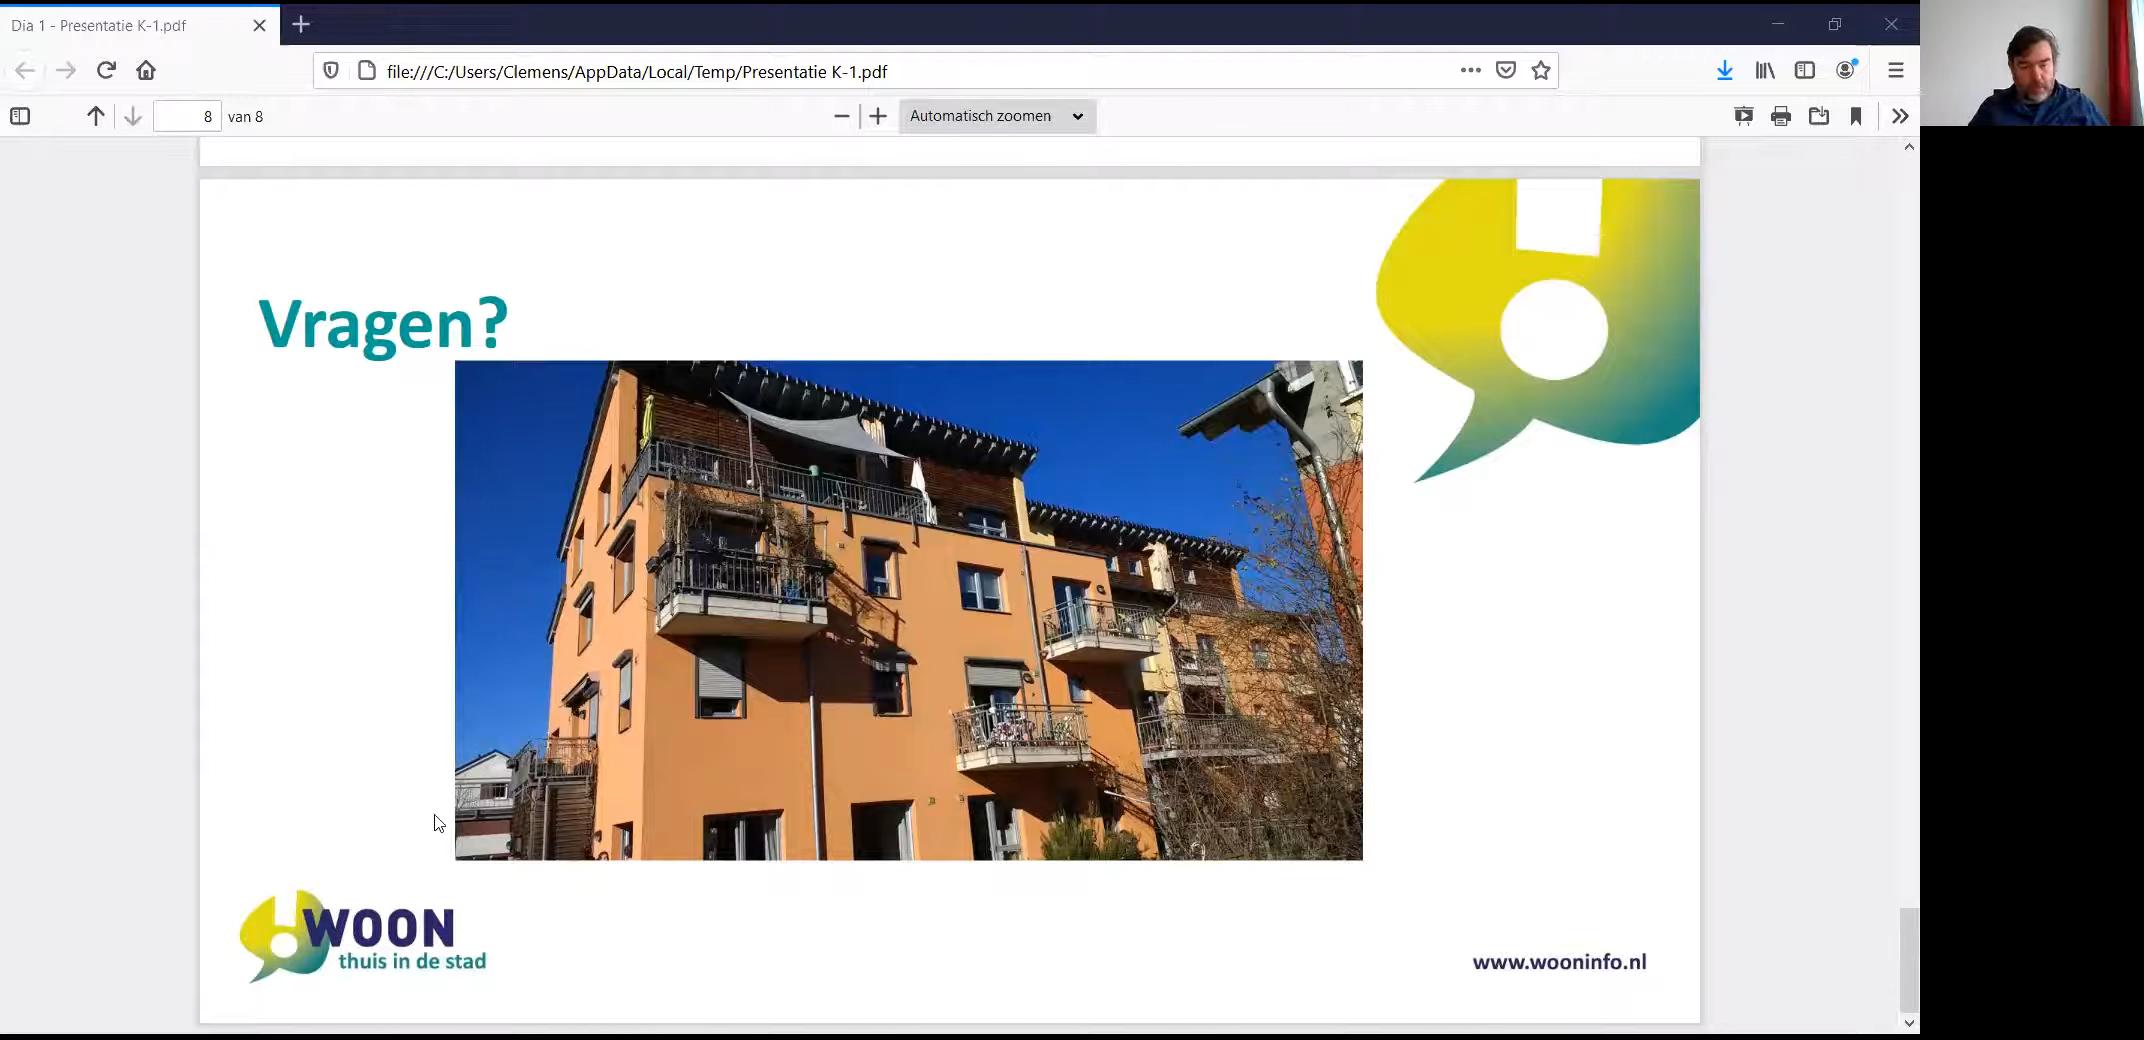 Dia 1 - Presentatie K-1.pdf
file:///C:/Users/Clemens/AppData/Local/Temp/Presentatie K-1.pdf
8 van 8
Automatisch zoomen
Vragen?
WOON
thuis in de stad
www.wooninfo.nl